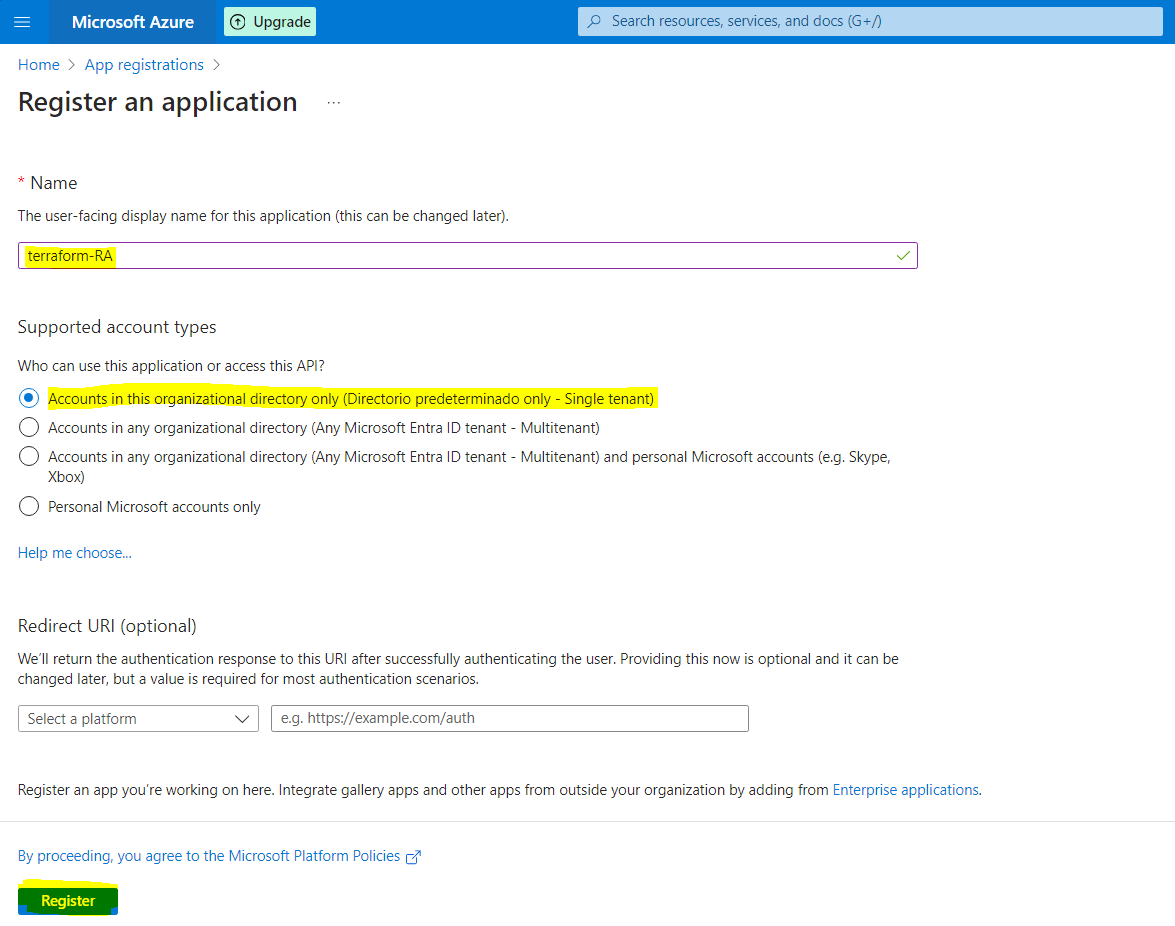 Microsoft Azure
Upgrade
Search resources, services, and docs (G+/)
Home > App registrations >
Register an application ...
* Name
The user-facing display name for this application (this can be changed later).
terraform-RA
Supported account types
Who can use this application or access this API?
Accounts in this organizational directory only (Directorio predeterminado only - Single tenant)
Accounts in any organizational directory (Any Microsoft Entra ID tenant - Multitenant)
Accounts in any organizational directory (Any Microsoft Entra ID tenant - Multitenant) and personal Microsoft accounts (e.g. Skype,
Xbox)
Personal Microsoft accounts only
Help me choose...
Redirect URI (optional)
We'll return the authentication response to this URI after successfully authenticating the user. Providing this now is optional and it can be
changed later, but a value is required for most authentication scenarios.
Select a platform
e.g. https://example.com/auth
Register an app you're working on here. Integrate gallery apps and other apps from outside your organization by adding from Enterprise applications.
By proceeding, you agree to the Microsoft Platform Policies
Register